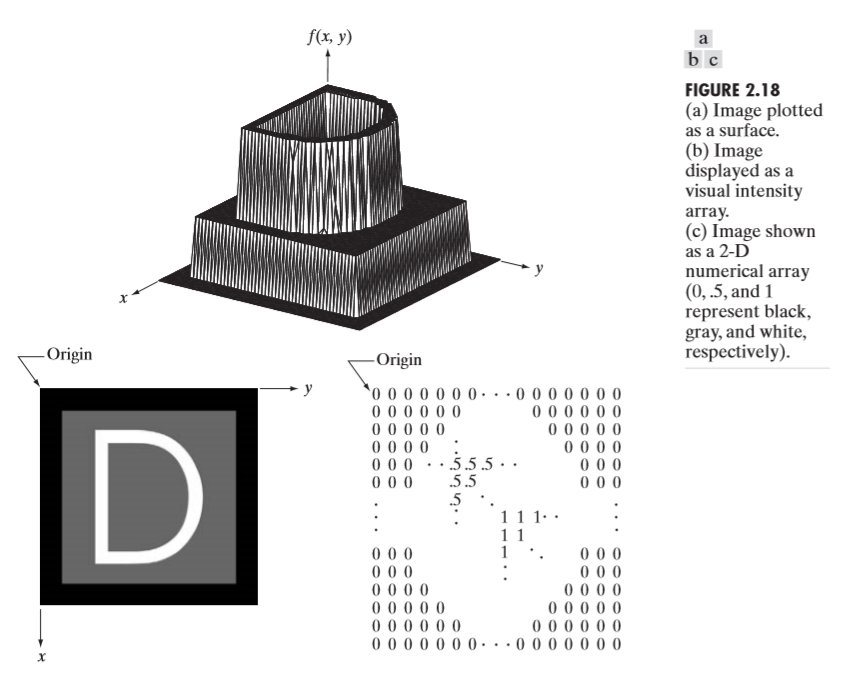 f(x, y)
y
x
a
b c
FIGURE 2.18
(a) Image plotted
as a surface.
(b) Image
displayed as a
visual intensity
array.
(c) Image shown
as a 2-D
numerical array
(0, .5, and 1
represent black,
gray, and white,
respectively).
Origin
y
D
x
Origin
0 0 0 0 0 0 0 · · · 0 0 0 0 0 0 0
0 0 0 0 0 0 0 0 0 0 0 0
0 0 0 0 0 0 0 0 0 0
0 0 0 0 · 0 0 0 0
0 0 0 · · .5 .5 .5 · · 0 0 0
0 0 0 .5 .5 0 0 0
.5 · .
1 1 1 · ·
1 1
0 0 0 1 · . 0 0 0
0 0 0 0 0 0
0 0 0 0 0 0 0 0
0 0 0 0 0 0 0 0 0 0
0 0 0 0 0 0 0 0 0 0 0 0
0 0 0 0 0 0 0 · · · 0 0 0 0 0 0 0